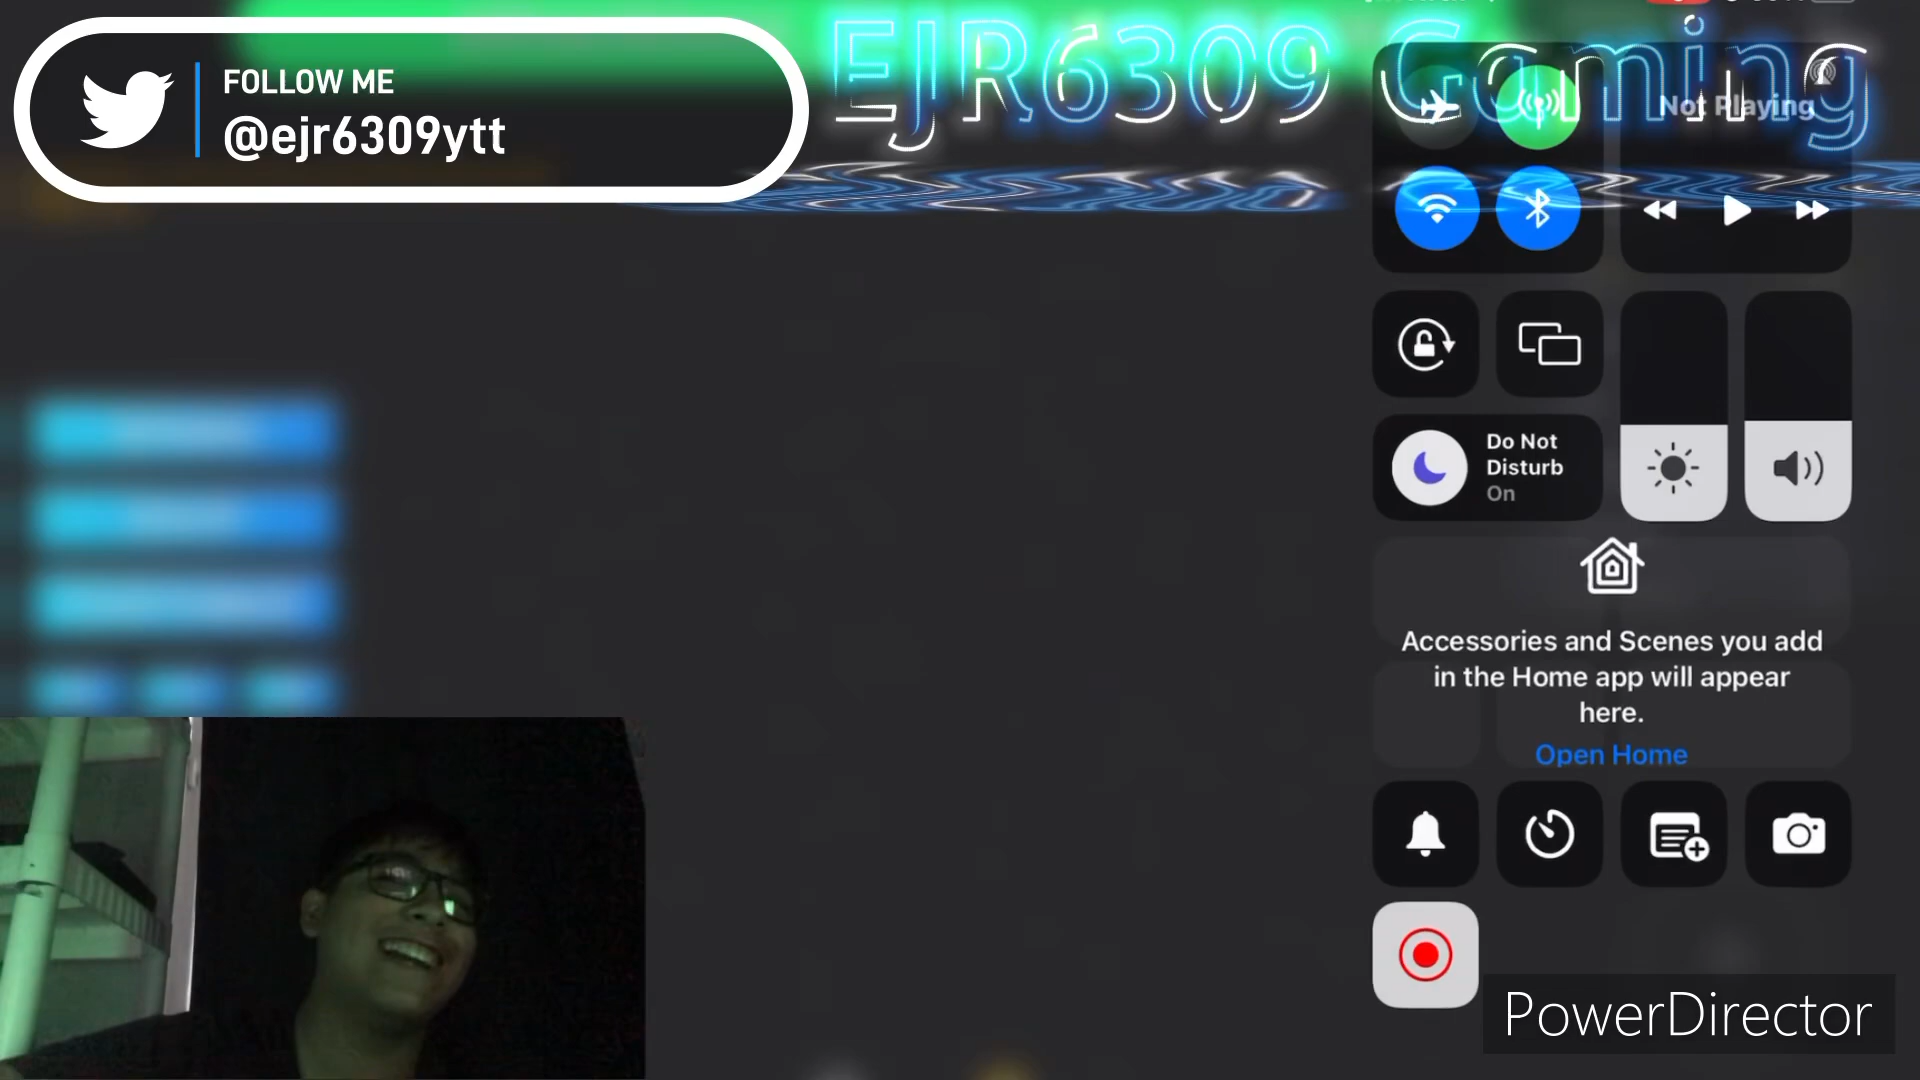 FOLLOW ME
@ejr6309ytt
EJR6309 Gaming
Not Playing
Do Not
Disturb
On
Accessories and Scenes you add
in the Home app will appear
here.
Open Home
PowerDirector